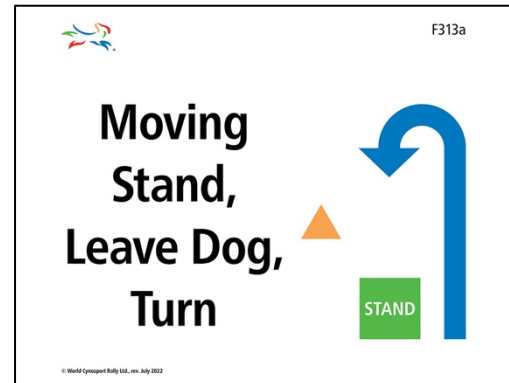 F313a
Moving
Stand,
Leave Dog,
Turn
STAND
© World Cynosport Rally Ltd., rev. July 2022